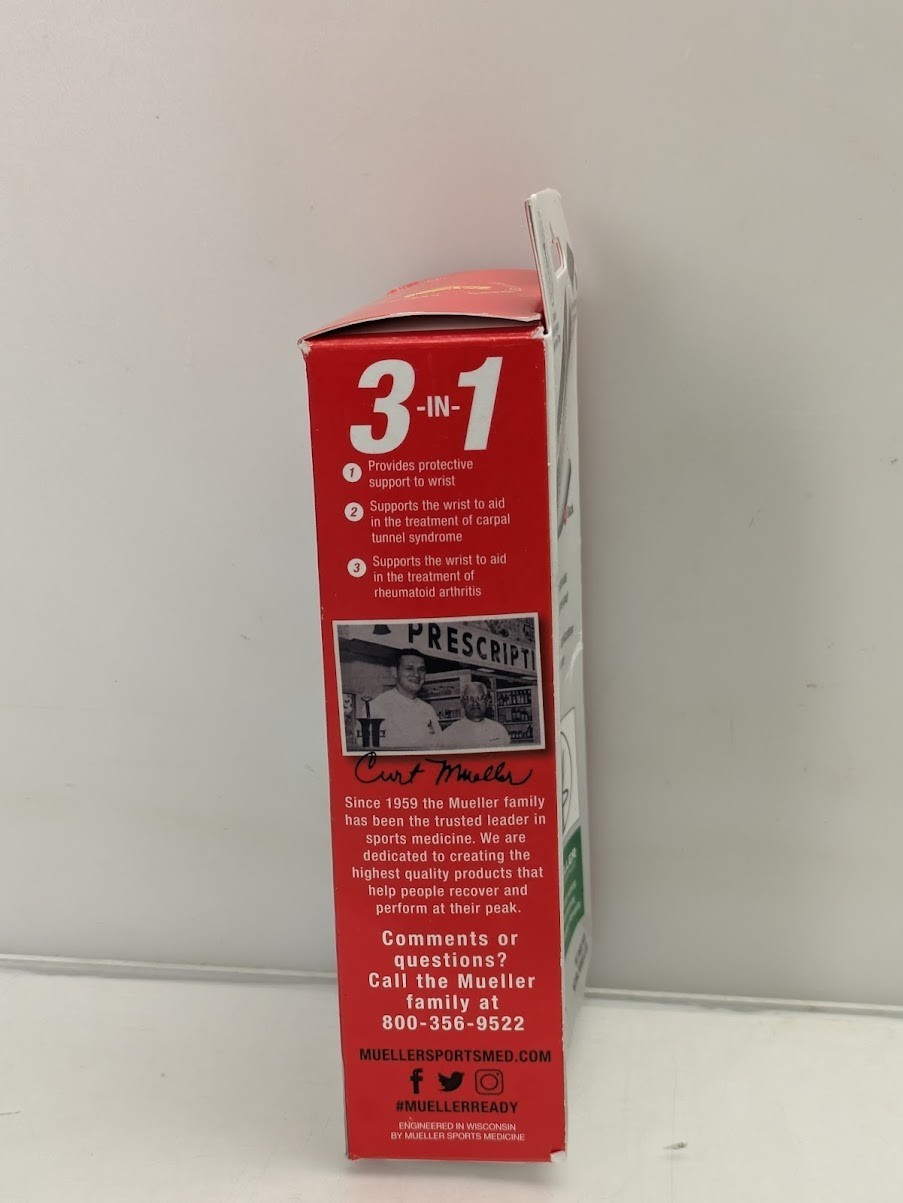 3-IN-1
1 Provides protective
support to wrist
2 Supports the wrist to aid
in the treatment of carpal
tunnel syndrome
3 Supports the wrist to aid
in the treatment of
rheumatoid arthritis
PRESCRIPTI
Curt Mueller
Since 1959 the Mueller family
has been the trusted leader in
sports medicine. We are
dedicated to creating the
highest quality products that
help people recover and
perform at their peak.
Comments or
questions?
Call the Mueller
family at
800-356-9522
MUELLERSPORTSMED.COM
#MUELLERREADY
ENGINEERED IN WISCONSIN
BY MUELLER SPORTS MEDICINE